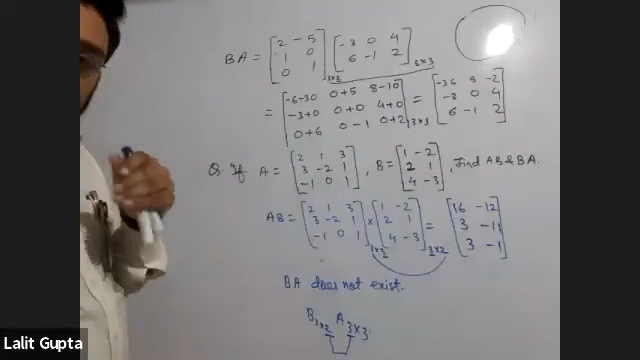 BA = [2 -5; 1 0; 0 1]3×2 [-3 0 4; 6 -1 2]2×3
= [-6-30 0+5 8-10; -3+0 0+0 4+0; 0+6 0-1 0+2]3×3 = [-36 5 -2; -3 0 4; 6 -1 2]
Q. If A = [2 1 3; 3 -2 1; -1 0 1], B = [1 -2; 2 1; 4 -3], Find AB & BA.
AB = [2 1 3; 3 -2 1; -1 0 1]3×3 × [1 -2; 2 1; 4 -3]3×2 = [16 -12; 3 -11; 3 -1]
BA does not exist.
B3×2 A3×3
Lalit Gupta